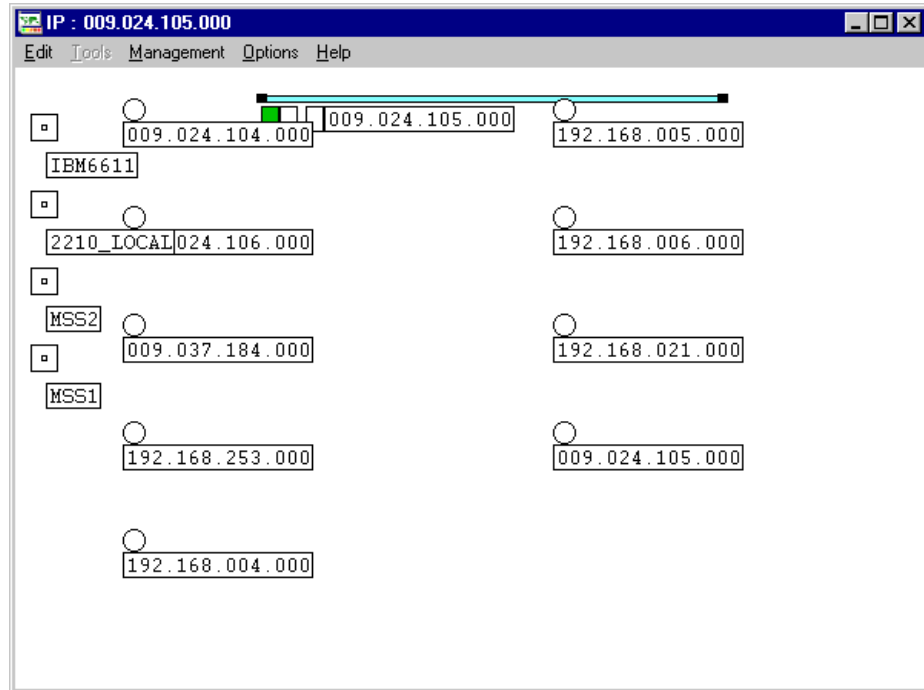 IP : 009.024.105.000
Edit Tools Management Options Help
009.024.104.000
009.024.105.000
192.168.005.000
IBM6611
2210_LOCAL
024.106.000
192.168.006.000
MSS2
009.037.184.000
192.168.021.000
MSS1
192.168.253.000
009.024.105.000
192.168.004.000